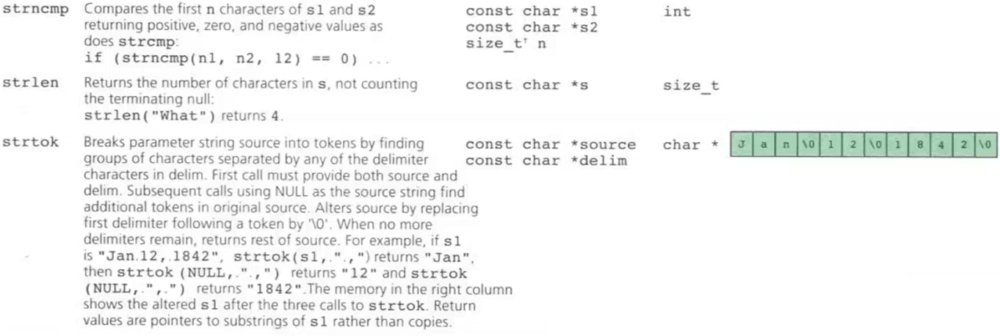 strncmp Compares the first n characters of s1 and s2 const char *s1 int
returning positive, zero, and negative values as const char *s2
does strcmp: size_t† n
if (strncmp(n1, n2, 12) == 0) ...
strlen Returns the number of characters in s, not counting const char *s size_t
the terminating null:
strlen("What") returns 4.
strtok Breaks parameter string source into tokens by finding const char *source char * J a n \0 1 2 \0 1 8 4 2 \0
groups of characters separated by any of the delimiter const char *delim
characters in delim. First call must provide both source and
delim. Subsequent calls using NULL as the source string find
additional tokens in original source. Alters source by replacing
first delimiter following a token by '\0'. When no more
delimiters remain, returns rest of source. For example, if s1
is "Jan.12,.1842", strtok(s1,.".,") returns "Jan",
then strtok (NULL,.".,") returns "12" and strtok
(NULL,.",.") returns "1842".The memory in the right column
shows the altered s1 after the three calls to strtok. Return
values are pointers to substrings of s1 rather than copies.